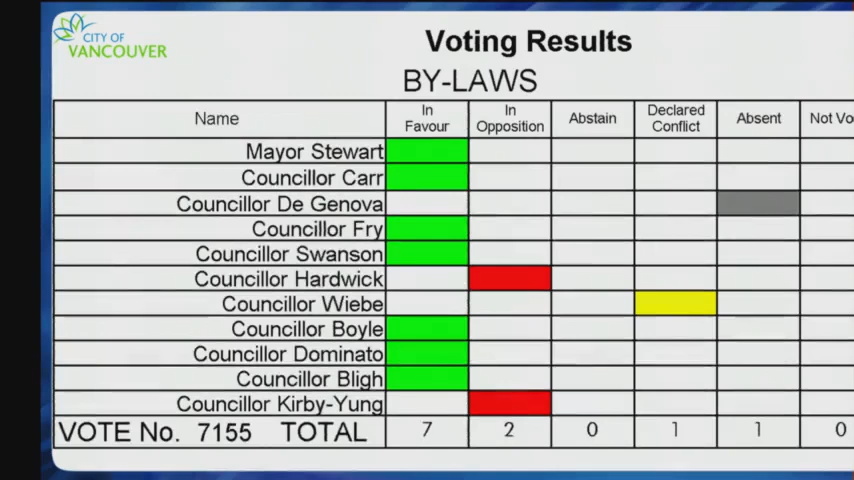 CITY OF
VANCOUVER
Voting Results
BY-LAWS
Name In Favour In Opposition Abstain Declared Conflict Absent Not Vo
Mayor Stewart
Councillor Carr
Councillor De Genova
Councillor Fry
Councillor Swanson
Councillor Hardwick
Councillor Wiebe
Councillor Boyle
Councillor Dominato
Councillor Bligh
Councillor Kirby-Yung
VOTE No. 7155 TOTAL 7 2 0 1 1 0